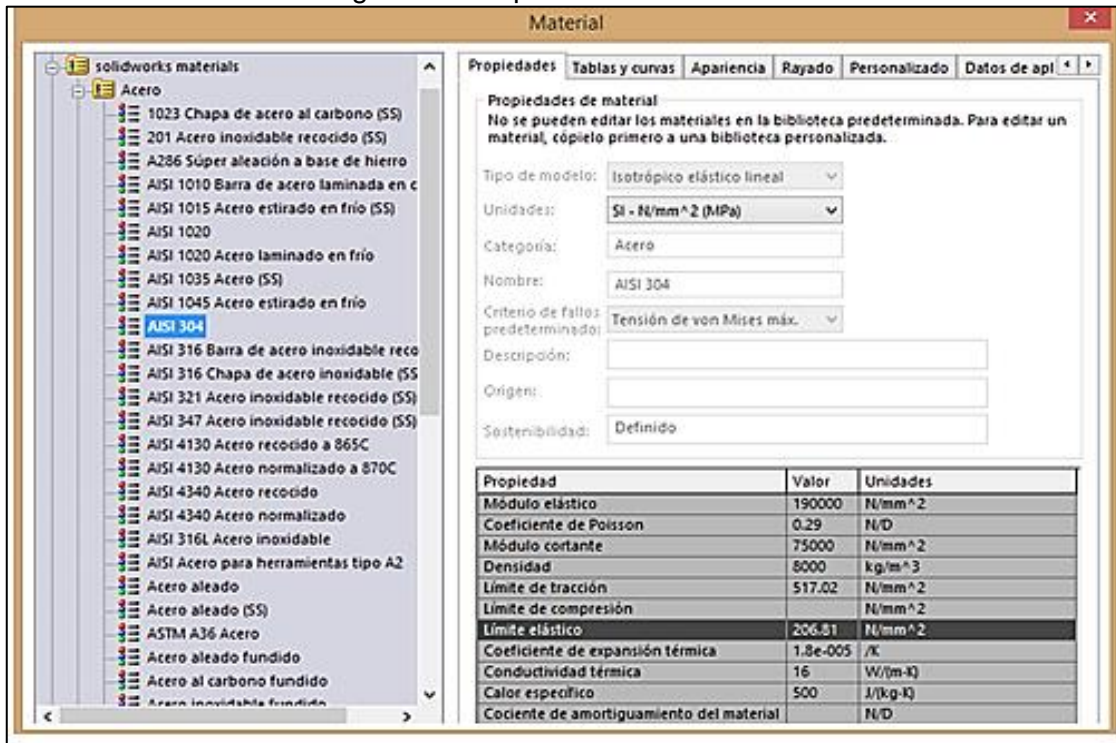 Material
solidworks materials
Acero
1023 Chapa de acero al carbono (SS)
201 Acero inoxidable recocido (SS)
A286 Súper aleación a base de hierro
AISI 1010 Barra de acero laminada en c
AISI 1015 Acero estirado en frío (SS)
AISI 1020
AISI 1020 Acero laminado en frío
AISI 1035 Acero (SS)
AISI 1045 Acero estirado en frío
AISI 304
AISI 316 Barra de acero inoxidable reco
AISI 316 Chapa de acero inoxidable (SS
AISI 321 Acero inoxidable recocido (SS)
AISI 347 Acero inoxidable recocido (SS)
AISI 4130 Acero recocido a 865C
AISI 4130 Acero normalizado a 870C
AISI 4340 Acero recocido
AISI 4340 Acero normalizado
AISI 316L Acero inoxidable
AISI Acero para herramientas tipo A2
Acero aleado
Acero aleado (SS)
ASTM A36 Acero
Acero aleado fundido
Acero al carbono fundido
Acero inoxidable fundido
Propiedades Tablas y curvas Apariencia Rayado Personalizado Datos de apl
Propiedades de material
No se pueden editar los materiales en la biblioteca predeterminada. Para editar un
material, cópielo primero a una biblioteca personalizada.
Tipo de modelo: Isotrópico elástico lineal
Unidades: SI - N/mm^2 (MPa)
Categoría: Acero
Nombre: AISI 304
Criterio de fallos
predeterminado: Tensión de von Mises máx.
Descripción:
Origen:
Sostenibilidad: Definido
Propiedad Valor Unidades
Módulo elástico 190000 N/mm^2
Coeficiente de Poisson 0.29 N/D
Módulo cortante 75000 N/mm^2
Densidad 8000 kg/m^3
Límite de tracción 517.02 N/mm^2
Límite de compresión N/mm^2
Límite elástico 206.81 N/mm^2
Coeficiente de expansión térmica 1.8e-005 /K
Conductividad térmica 16 W/(m-K)
Calor específico 500 J/(kg-K)
Cociente de amortiguamiento del material N/D